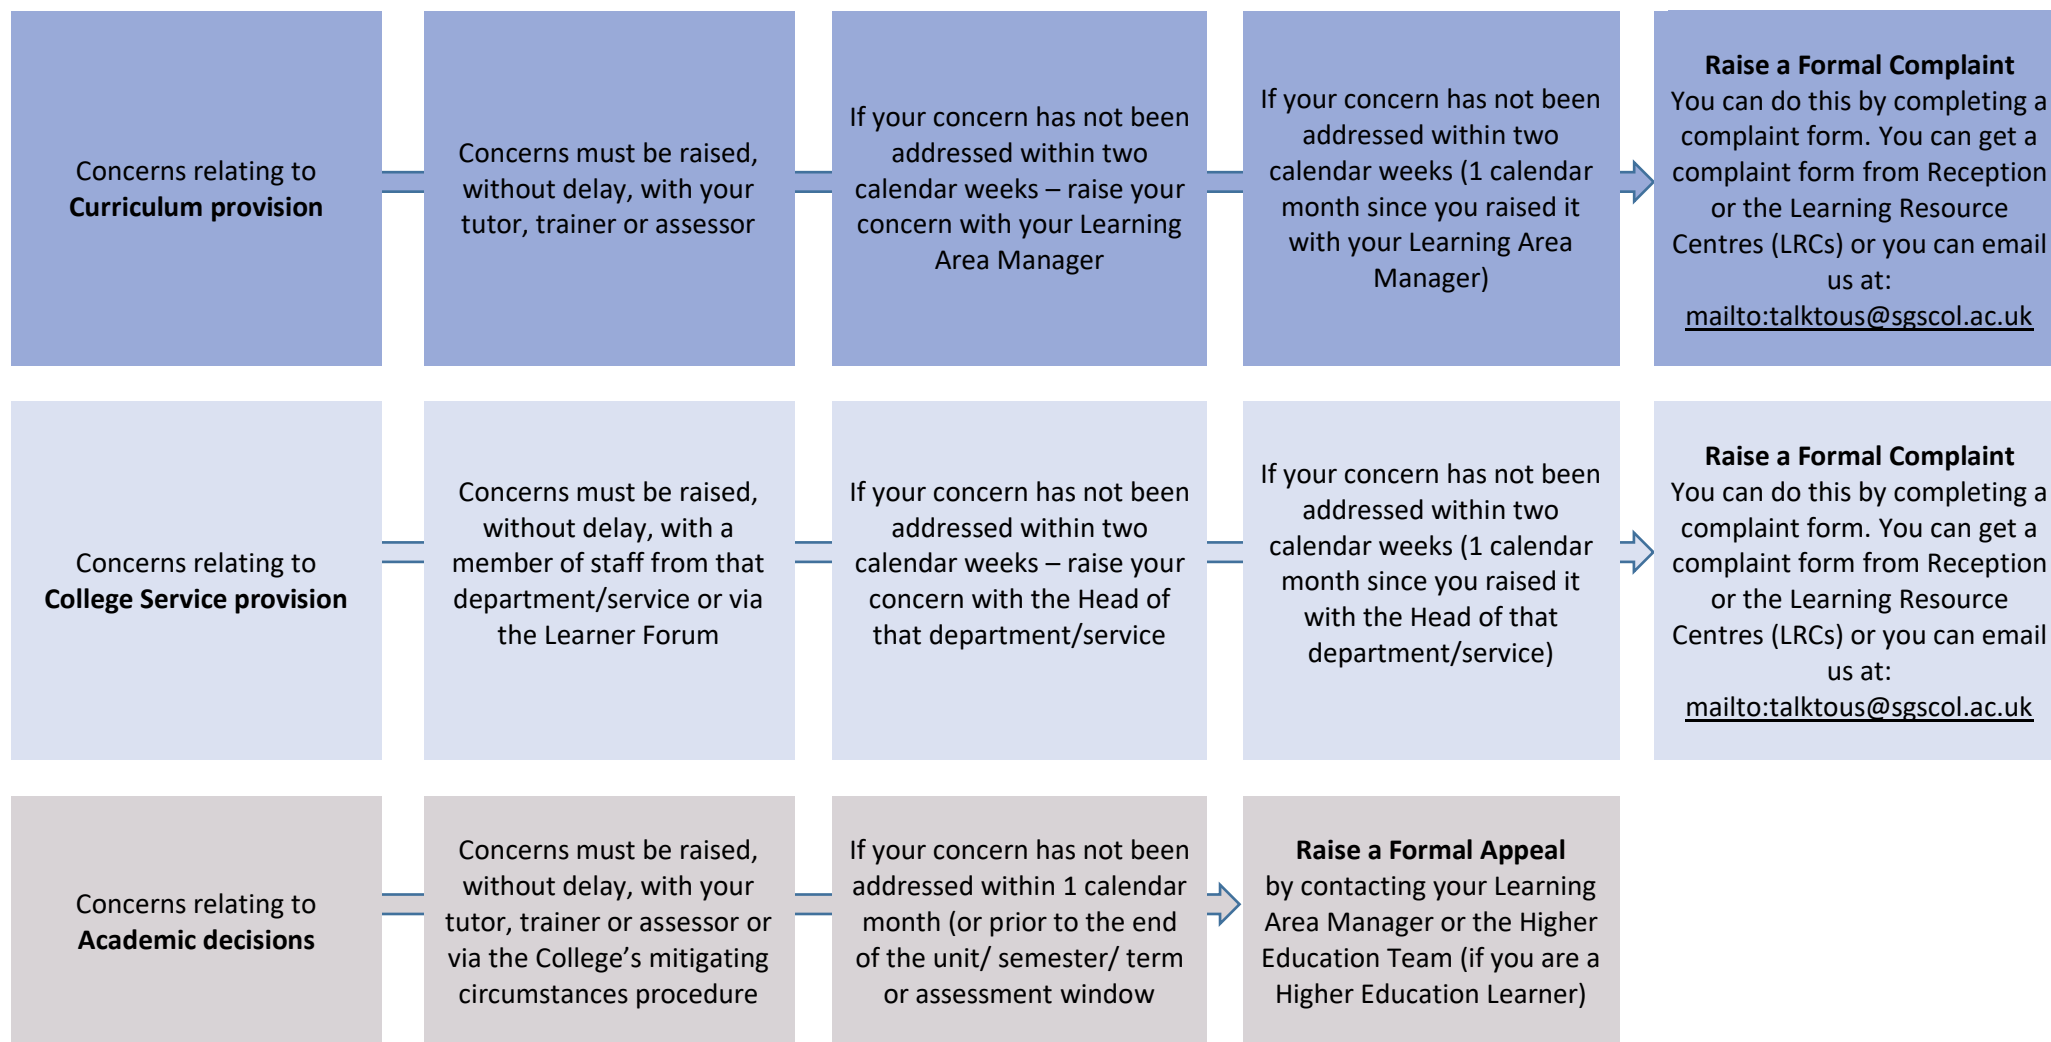 Concerns relating to
Curriculum provision
Concerns must be raised,
without delay, with your
tutor, trainer or assessor
If your concern has not been
addressed within two
calendar weeks – raise your
concern with your Learning
Area Manager
If your concern has not been
addressed within two
calendar weeks (1 calendar
month since you raised it
with your Learning Area
Manager)
Raise a Formal Complaint
You can do this by completing a
complaint form. You can get a
complaint form from Reception
or the Learning Resource
Centres (LRCs) or you can email
us at:
mailto:talktous@sgscol.ac.uk
Concerns relating to
College Service provision
Concerns must be raised,
without delay, with a
member of staff from that
department/service or via
the Learner Forum
If your concern has not been
addressed within two
calendar weeks – raise your
concern with the Head of
that department/service
If your concern has not been
addressed within two
calendar weeks (1 calendar
month since you raised it
with the Head of that
department/service)
Raise a Formal Complaint
You can do this by completing a
complaint form. You can get a
complaint form from Reception
or the Learning Resource
Centres (LRCs) or you can email
us at:
mailto:talktous@sgscol.ac.uk
Concerns relating to
Academic decisions
Concerns must be raised,
without delay, with your
tutor, trainer or assessor or
via the College’s mitigating
circumstances procedure
If your concern has not been
addressed within 1 calendar
month (or prior to the end
of the unit/ semester/ term
or assessment window
Raise a Formal Appeal
by contacting your Learning
Area Manager or the Higher
Education Team (if you are a
Higher Education Learner)